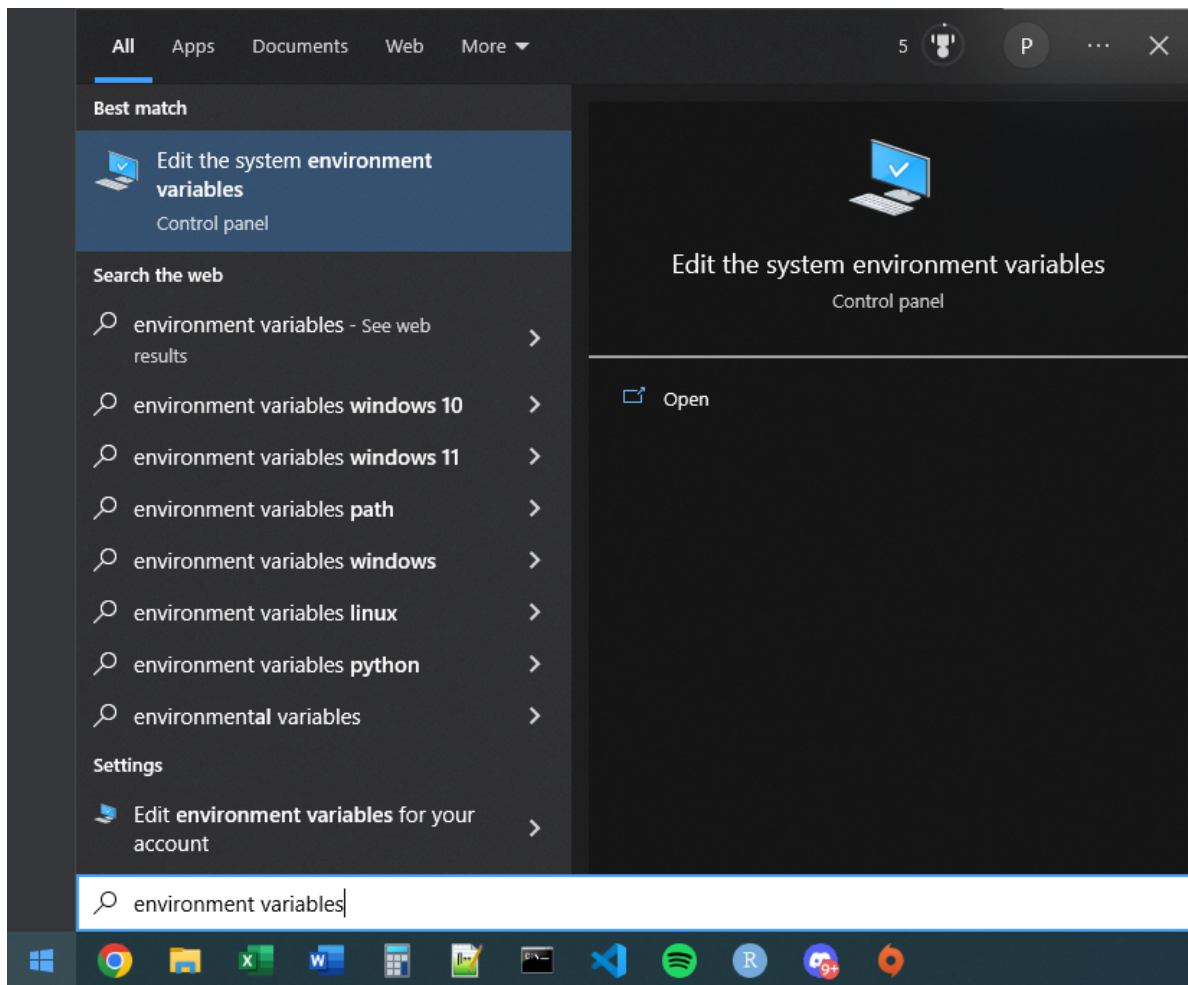 All Apps Documents Web More 5 P ...
Best match
Edit the system environment
variables
Control panel
Search the web
environment variables - See web
results
environment variables windows 10
environment variables windows 11
environment variables path
environment variables windows
environment variables linux
environment variables python
environmental variables
Settings
Edit environment variables for your
account
Edit the system environment variables
Control panel
Open
environment variables
X W C:\_ R 9+